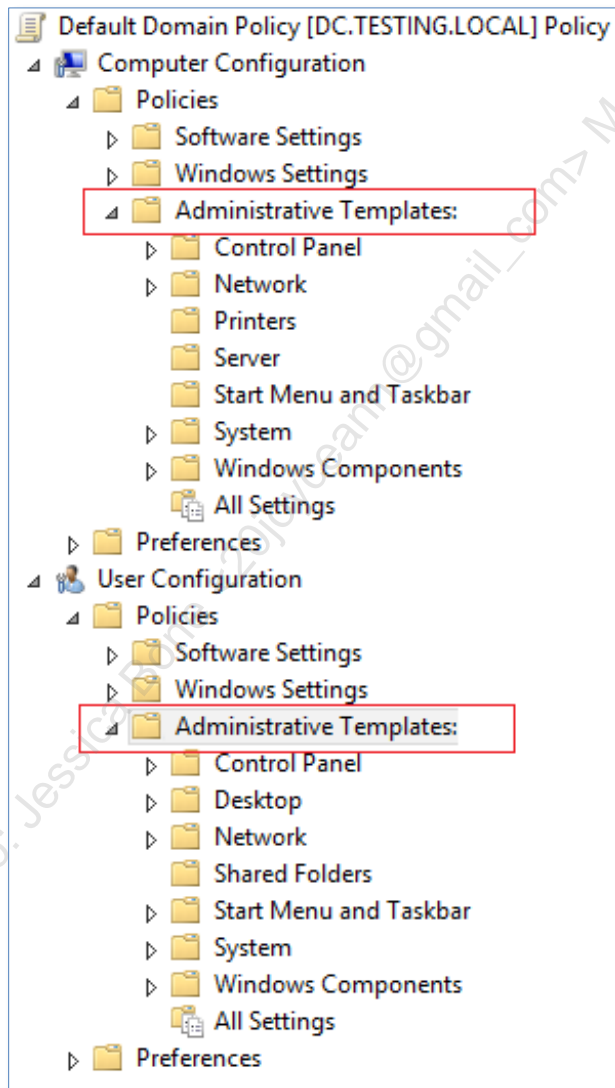 Default Domain Policy [DC.TESTING.LOCAL] Policy
Computer Configuration
Policies
Software Settings
Windows Settings
Administrative Templates:
Control Panel
Network
Printers
Server
Start Menu and Taskbar
System
Windows Components
All Settings
Preferences
User Configuration
Policies
Software Settings
Windows Settings
Administrative Templates:
Control Panel
Desktop
Network
Shared Folders
Start Menu and Taskbar
System
Windows Components
All Settings
Preferences